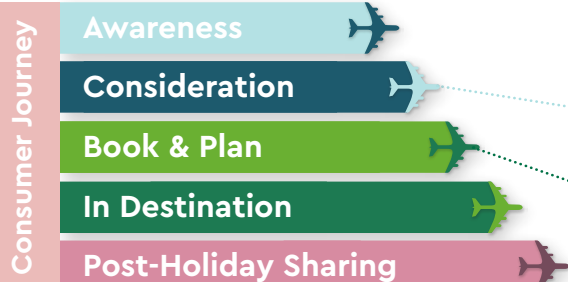 Consumer Journey
Awareness
Consideration
Book & Plan
In Destination
Post-Holiday Sharing